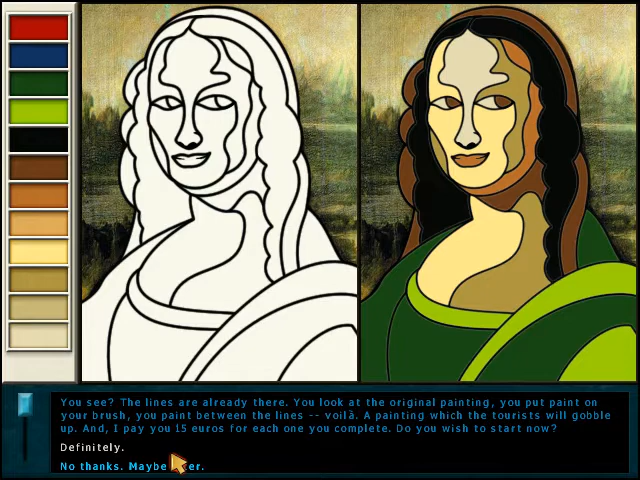 You see? The lines are already there. You look at the original painting, you put paint on
your brush, you paint between the lines -- voilà. A painting which the tourists will gobble
up. And, I pay you 15 euros for each one you complete. Do you wish to start now?
Definitely.
No thanks. Maybe er.